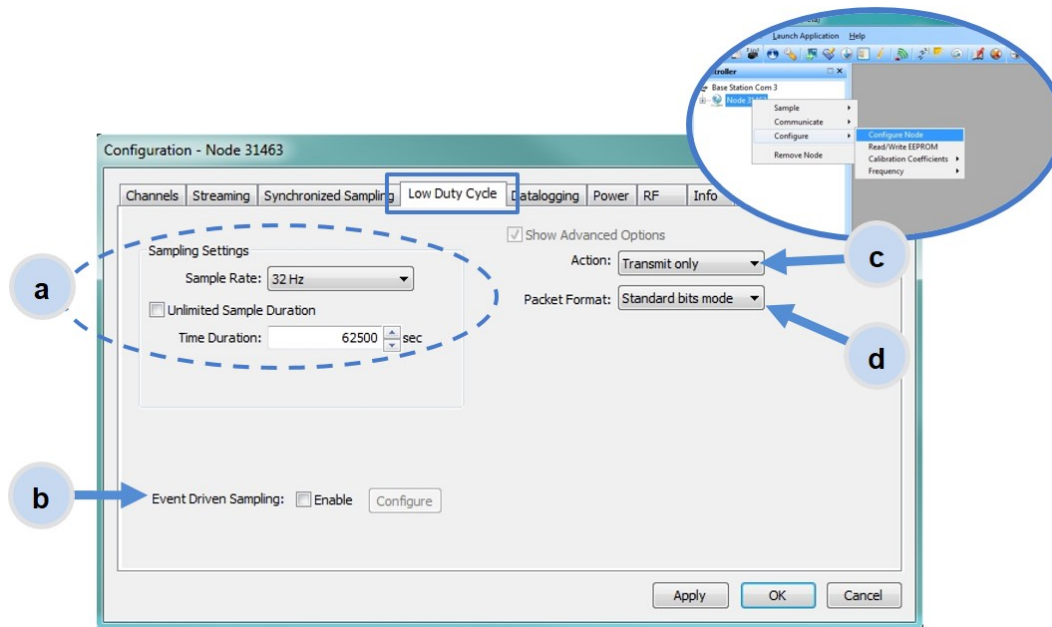 Launch Application Help
Base Station Com 3
Node
Sample
Communicate
Configure
Remove Node
Configure Node
Read/Write EEPROM
Calibration Coefficients
Frequency
Configuration - Node 31463
Channels Streaming Synchronized Sampling Low Duty Cycle Datalogging Power RF Info
Show Advanced Options
Sampling Settings
Action: Transmit only
c
a
Sample Rate: 32 Hz
Packet Format: Standard bits mode
Unlimited Sample Duration
Time Duration: 62500 sec
d
b
Event Driven Sampling: Enable Configure
Apply OK Cancel